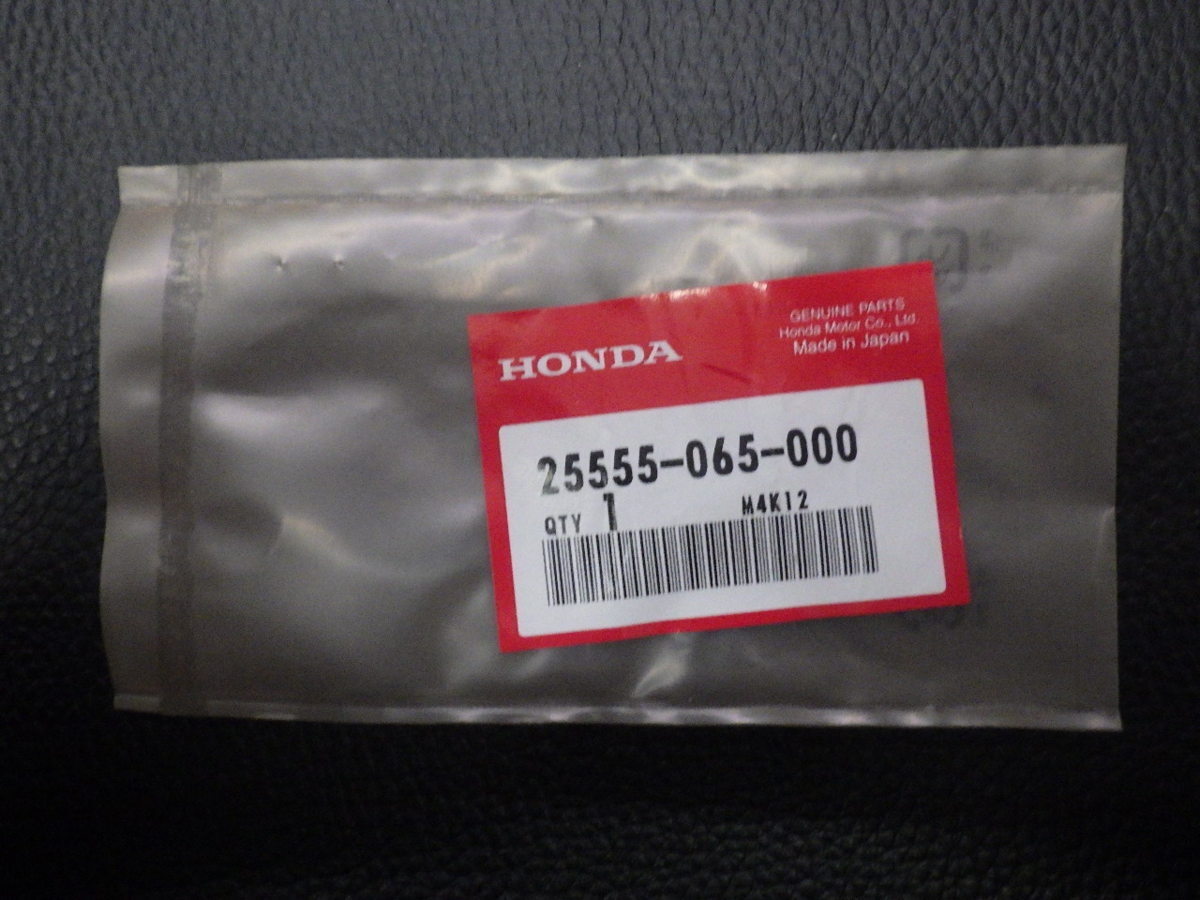 HONDA
GENUINE PARTS
Honda Motor Co., Ltd.
Made in Japan
25555-065-000
QTY 1 M4K12